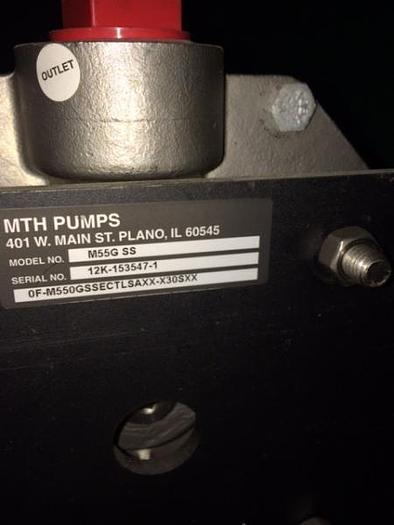 OUTLET
MTH PUMPS
401 W. MAIN ST. PLANO, IL 60545
MODEL NO. M55G SS
SERIAL NO. 12K-153547-1
0F-M550GSSECTLSAXX-X30SXX